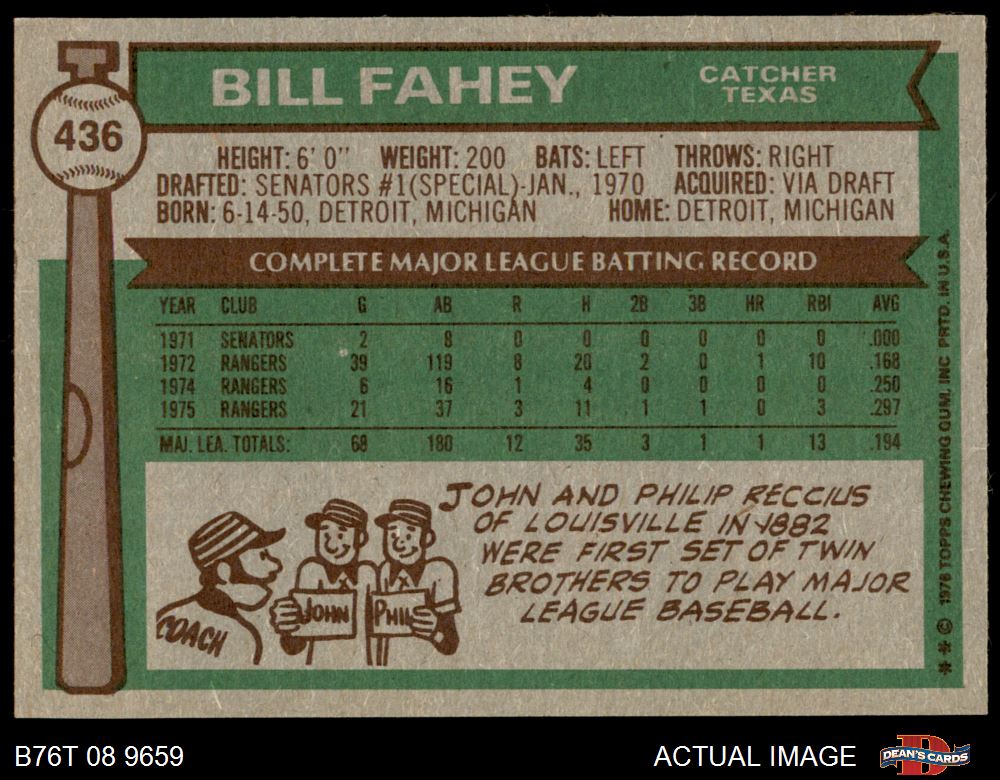 436
BILL FAHEY
CATCHER
TEXAS
HEIGHT: 6' 0" WEIGHT: 200 BATS: LEFT THROWS: RIGHT
DRAFTED: SENATORS #1(SPECIAL)-JAN., 1970 ACQUIRED: VIA DRAFT
BORN: 6-14-50, DETROIT, MICHIGAN HOME: DETROIT, MICHIGAN
COMPLETE MAJOR LEAGUE BATTING RECORD
YEAR CLUB G AB R H 2B 3B HR RBI AVG
1971 SENATORS 2 8 0 0 0 0 0 0 .000
1972 RANGERS 39 119 8 20 2 0 1 10 .168
1974 RANGERS 6 16 1 4 0 0 0 0 .250
1975 RANGERS 21 37 3 11 1 1 0 3 .297
MAJ. LEA. TOTALS: 68 180 12 35 3 1 1 13 .194
JOHN AND PHILIP RECCIUS
OF LOUISVILLE IN 1882
WERE FIRST SET OF TWIN
BROTHERS TO PLAY MAJOR
LEAGUE BASEBALL.
COACH
JOHN
PHIL
* * © 1976 TOPPS CHEWING GUM, INC PRTD. IN U.S.A.
B76T 08 9659
ACTUAL IMAGE
D
DEAN'S CARDS